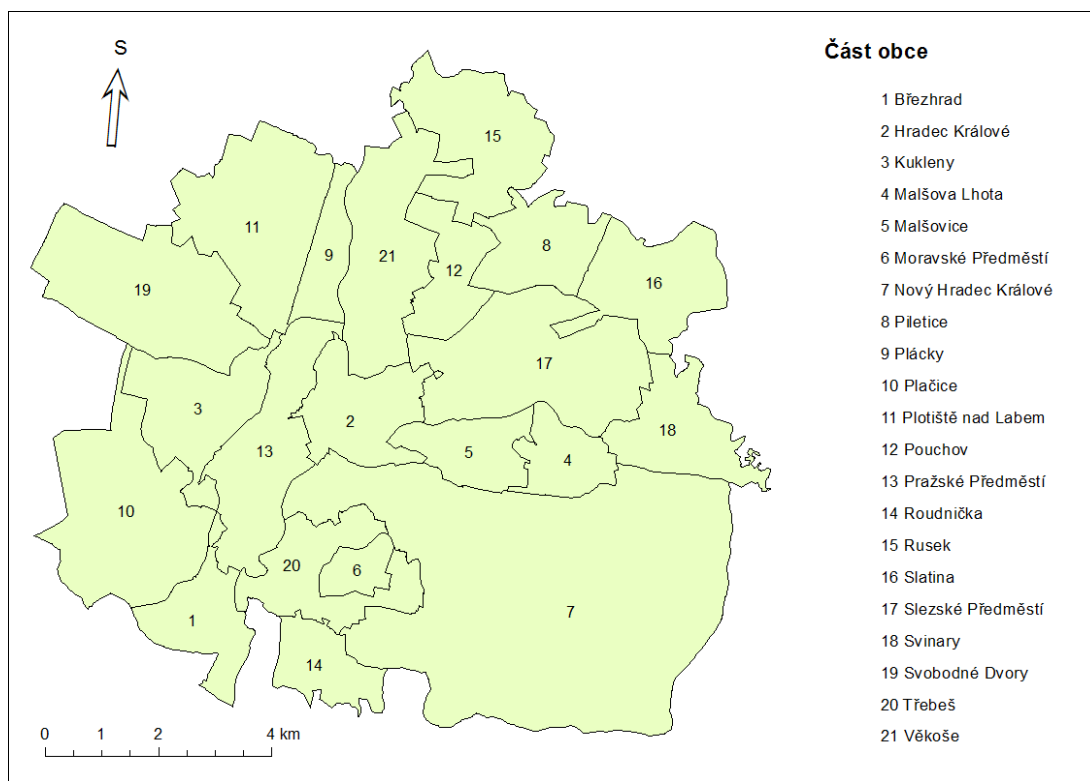 S
Část obce
1 Březhrad
2 Hradec Králové
3 Kukleny
4 Malšova Lhota
5 Malšovice
6 Moravské Předměstí
7 Nový Hradec Králové
8 Piletice
9 Plácky
10 Plačice
11 Plotiště nad Labem
12 Pouchov
13 Pražské Předměstí
14 Roudnička
15 Rusek
16 Slatina
17 Slezské Předměstí
18 Svinary
19 Svobodné Dvory
20 Třebeš
21 Věkoše
15
11
9
21
12
8
16
19
17
3
2
13
5
4
18
10
20
6
7
1
14
0 1 2 4 km